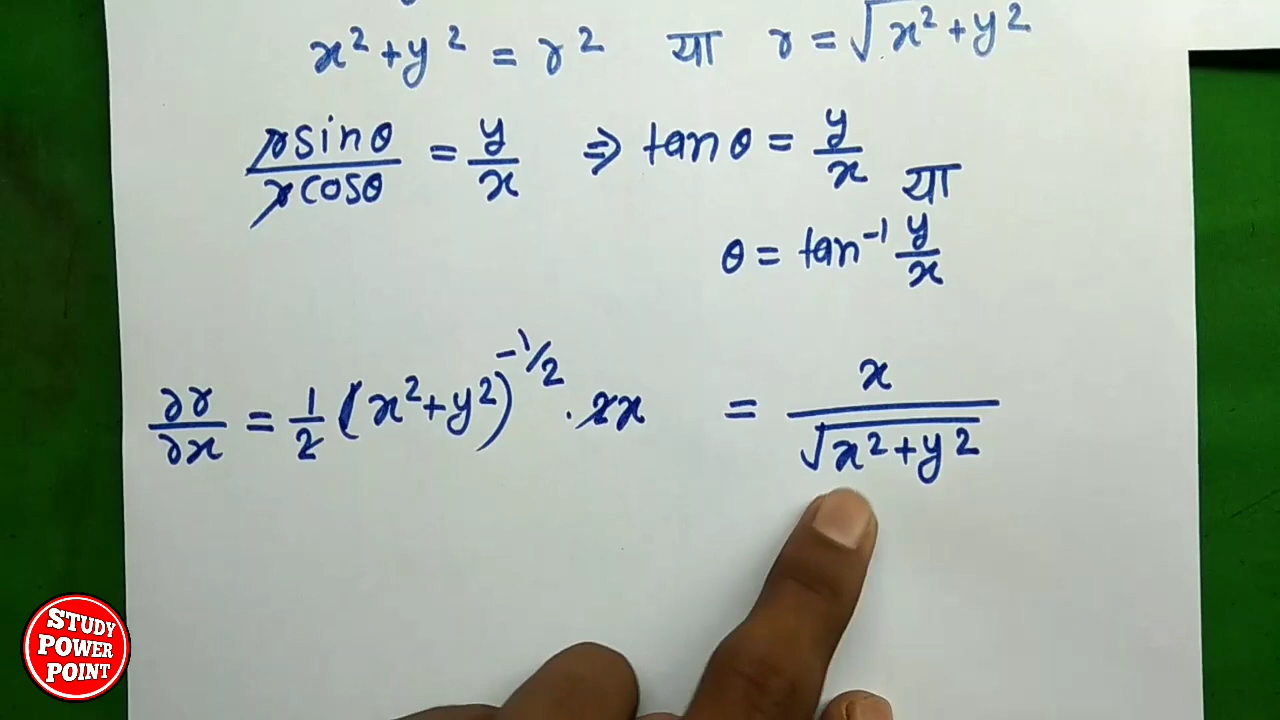 x² + y² = r² या r = √x² + y²
r sinθ / r cosθ = y/x ⇒ tanθ = y/x या
θ = tan⁻¹ y/x
∂r/∂x = 1/2 (x² + y²)^-1/2 . 2x = x / √x² + y²
STUDY
POWER
POINT